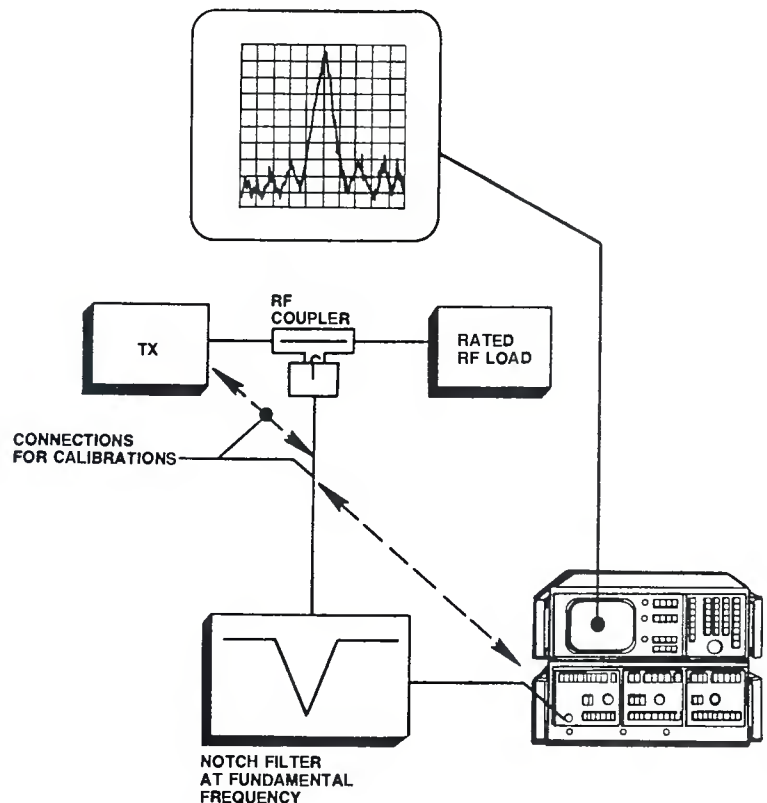 RF
COUPLER
TX
RATED
RF LOAD
CONNECTIONS
FOR CALIBRATIONS
NOTCH FILTER
AT FUNDAMENTAL
FREQUENCY